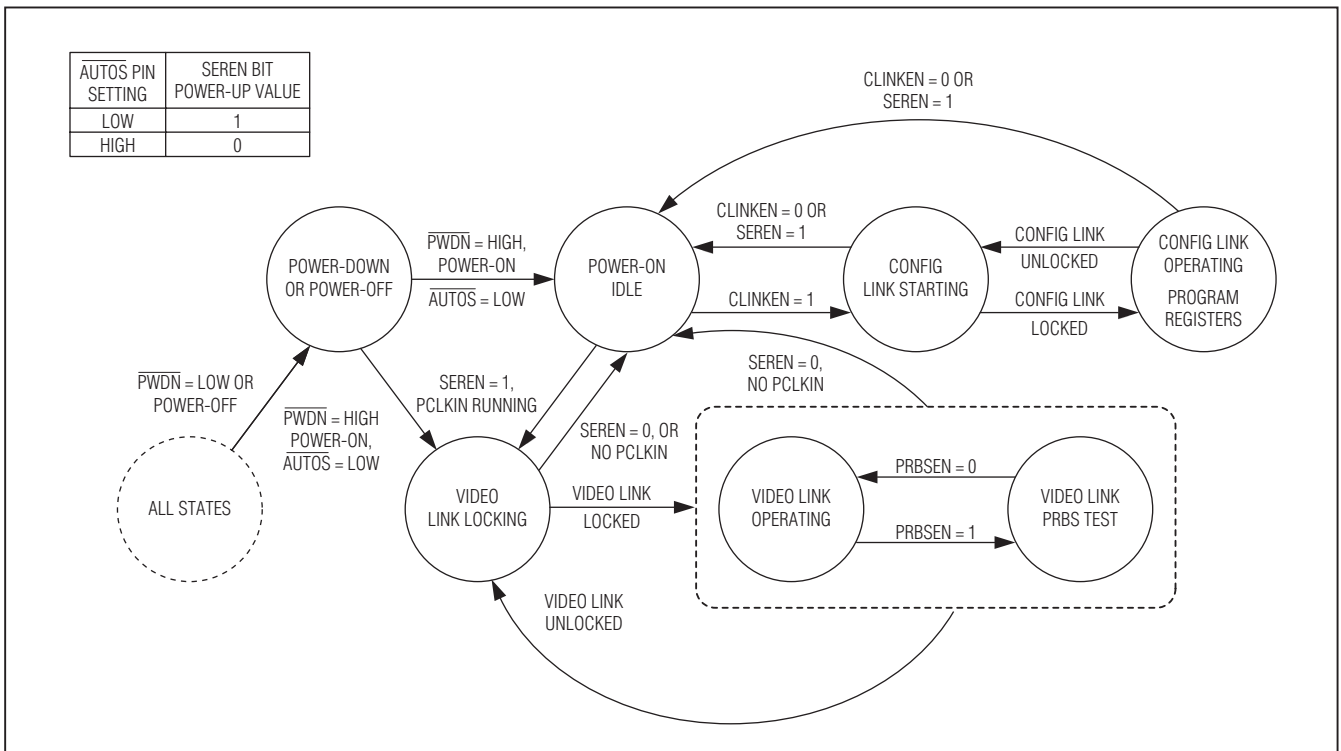 AUTOS PIN
SETTING
SEREN BIT
POWER-UP VALUE
LOW
1
HIGH
0
CLINKEN = 0 OR
SEREN = 1
CLINKEN = 0 OR
SEREN = 1
PWDN = HIGH,
POWER-ON
AUTOS = LOW
POWER-DOWN
OR POWER-OFF
POWER-ON
IDLE
CONFIG
LINK STARTING
CONFIG LINK
UNLOCKED
CONFIG LINK
OPERATING
PROGRAM
REGISTERS
CLINKEN = 1
CONFIG LINK
LOCKED
PWDN = LOW OR
POWER-OFF
SEREN = 1,
PCLKIN RUNNING
SEREN = 0,
NO PCLKIN
PWDN = HIGH
POWER-ON,
AUTOS = LOW
SEREN = 0, OR
NO PCLKIN
ALL STATES
VIDEO
LINK LOCKING
VIDEO LINK
LOCKED
VIDEO LINK
OPERATING
PRBSEN = 0
PRBSEN = 1
VIDEO LINK
PRBS TEST
VIDEO LINK
UNLOCKED